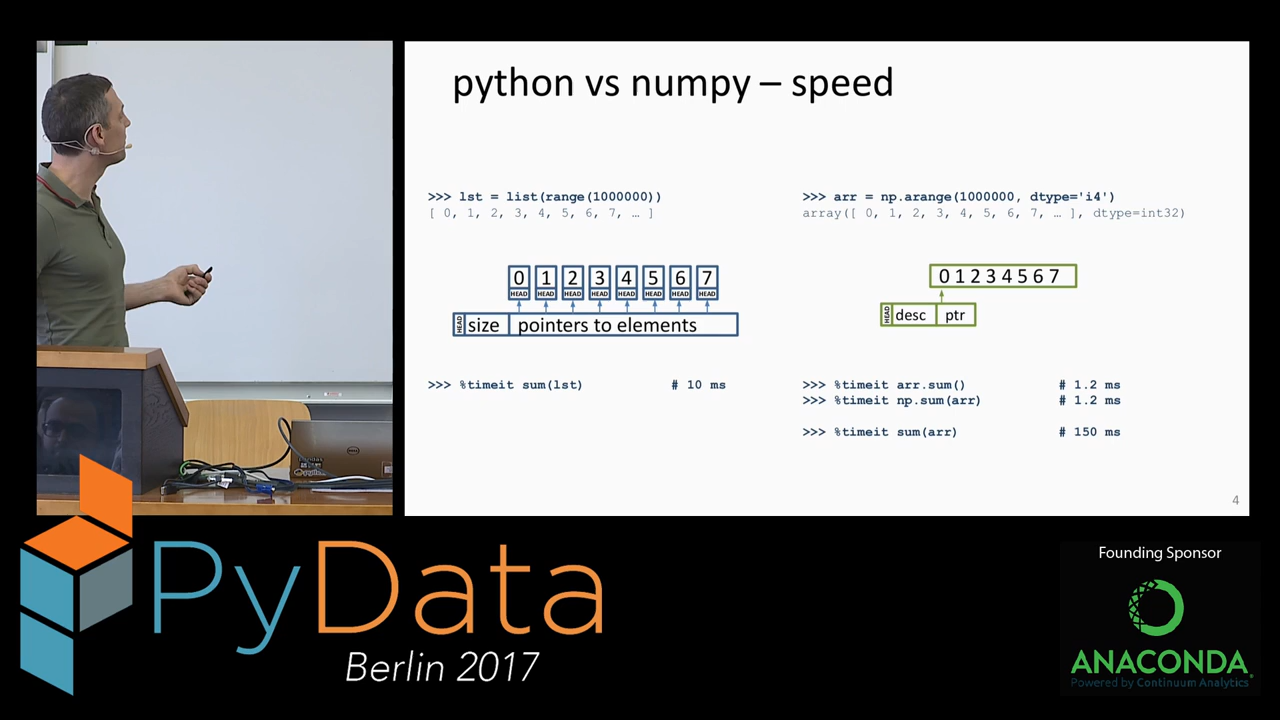 python vs numpy – speed
>>> lst = list(range(1000000))
[ 0, 1, 2, 3, 4, 5, 6, 7, … ]
0 1 2 3 4 5 6 7
HEAD HEAD HEAD HEAD HEAD HEAD HEAD HEAD
HEAD size pointers to elements
>>> %timeit sum(lst) # 10 ms
>>> arr = np.arange(1000000, dtype='i4')
array([ 0, 1, 2, 3, 4, 5, 6, 7, … ], dtype=int32)
0 1 2 3 4 5 6 7
HEAD desc ptr
>>> %timeit arr.sum() # 1.2 ms
>>> %timeit np.sum(arr) # 1.2 ms
>>> %timeit sum(arr) # 150 ms
4
DELL
PyData
Berlin 2017
Founding Sponsor
ANACONDA
Powered by Continuum Analytics